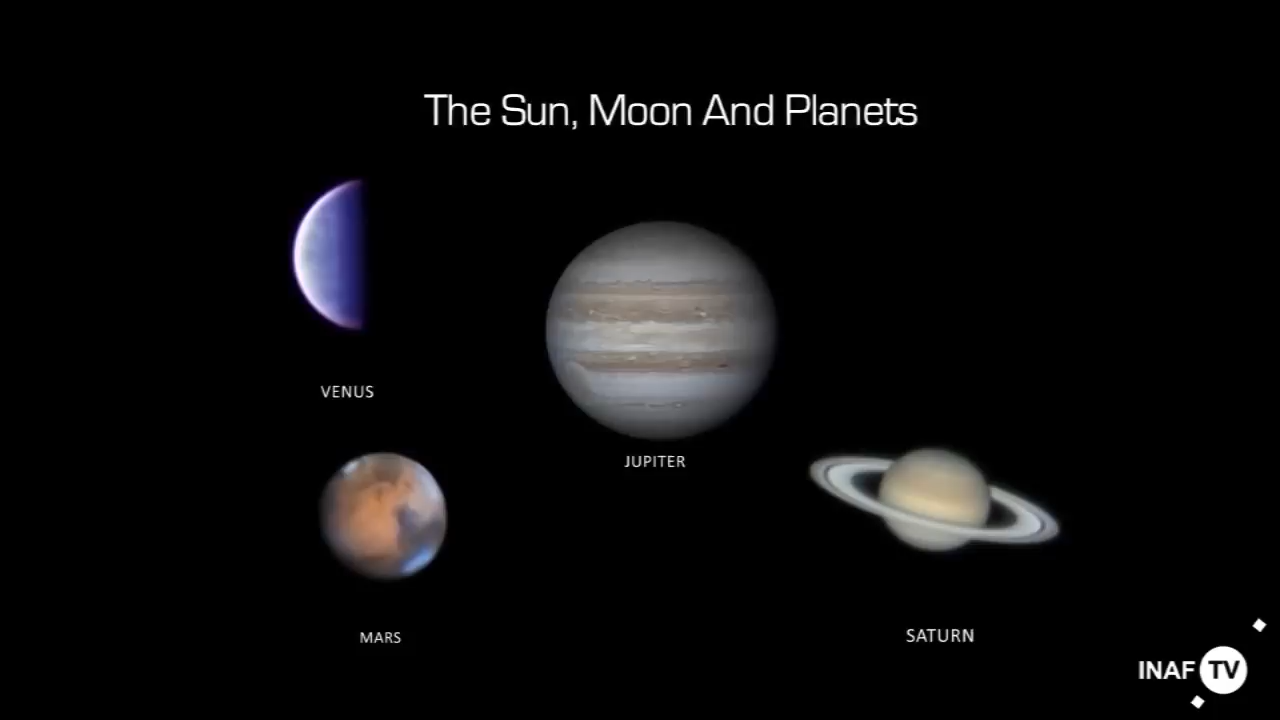 The Sun, Moon And Planets
VENUS
JUPITER
MARS
SATURN
INAF TV